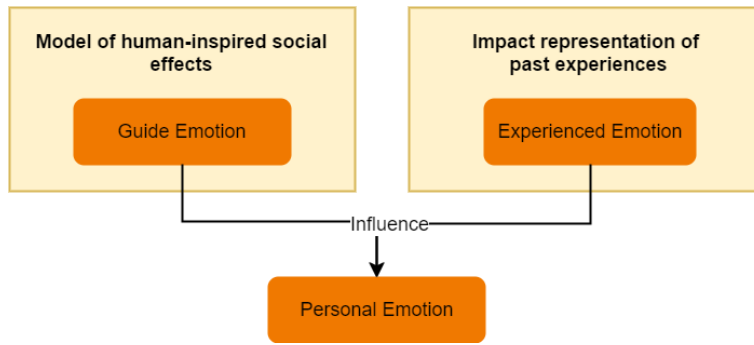 Model of human-inspired social
effects
Guide Emotion
Impact representation of
past experiences
Experienced Emotion
Influence
Personal Emotion